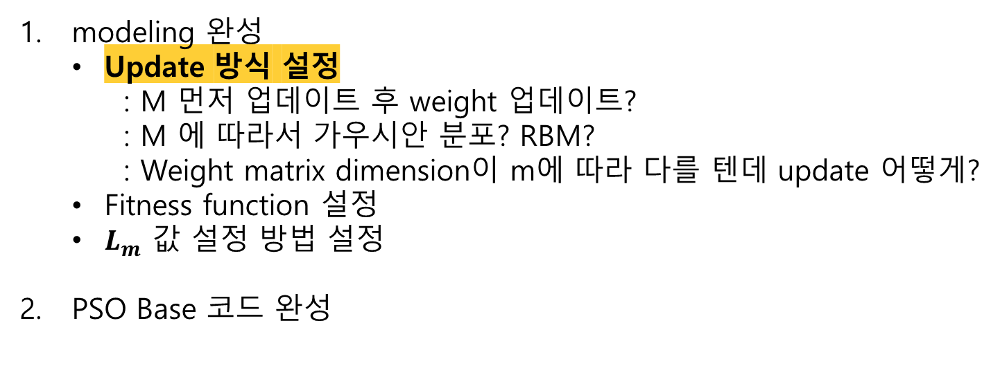 1. modeling 완성
• Update 방식 설정
: M 먼저 업데이트 후 weight 업데이트?
: M 에 따라서 가우시안 분포? RBM?
: Weight matrix dimension이 m에 따라 다를 텐데 update 어떻게?
• Fitness function 설정
• Lₘ 값 설정 방법 설정
2. PSO Base 코드 완성